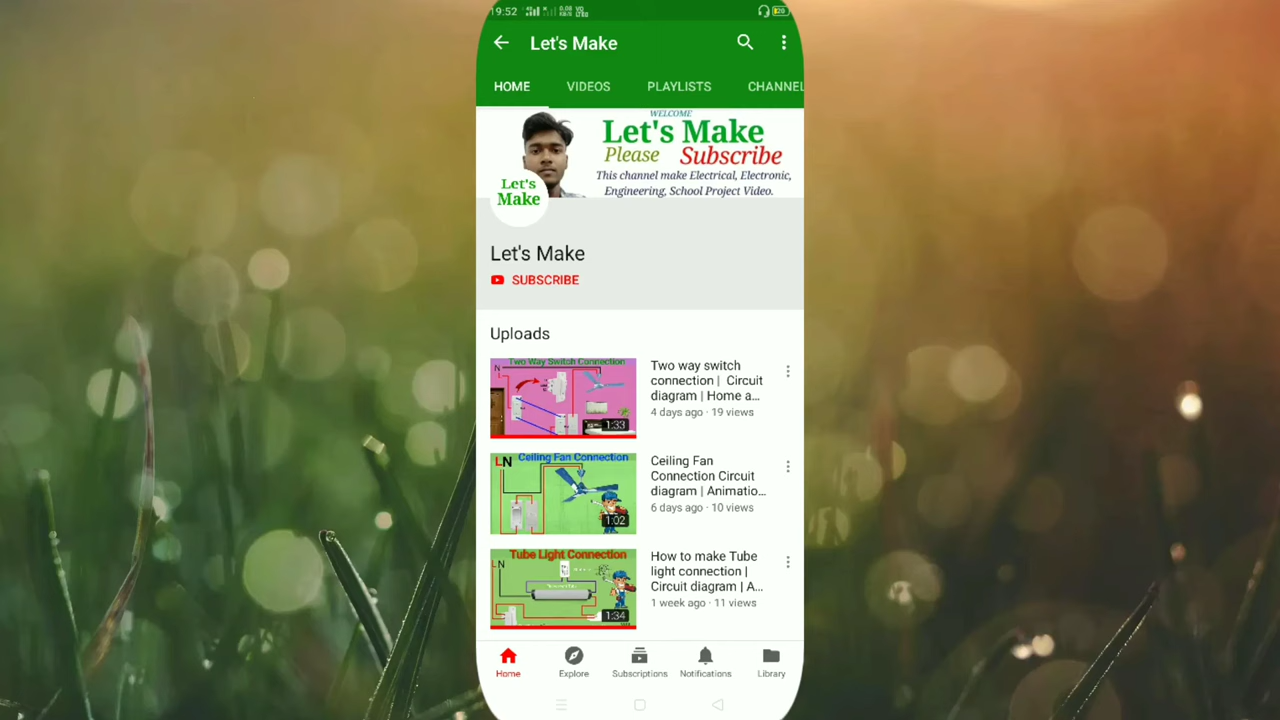 19:52
20
Let's Make
HOME VIDEOS PLAYLISTS CHANNEL
WELCOME
Let's Make
Please Subscribe
This channel make Electrical, Electronic,
Engineering, School Project Video.
Let's
Make
Let's Make
SUBSCRIBE
Uploads
Two Way Switch Connection
N
L
1:33
Two way switch
connection | Circuit
diagram | Home a...
4 days ago · 19 views
LN
Ceiling Fan Connection
1:02
Ceiling Fan
Connection Circuit
diagram | Animatio...
6 days ago · 10 views
Tube Light Connection
LN
1:34
How to make Tube
light connection |
Circuit diagram | A...
1 week ago · 11 views
Home Explore Subscriptions Notifications Library